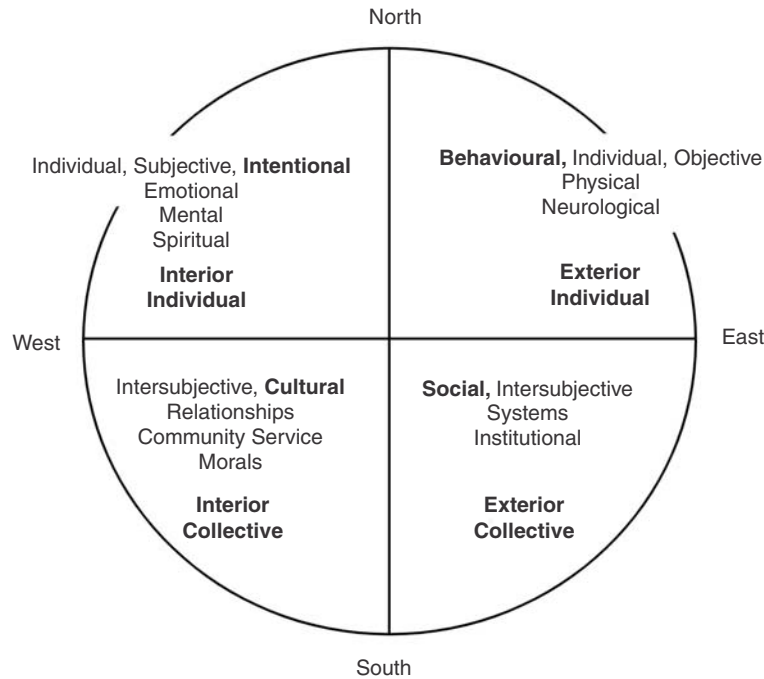 North
Individual, Subjective, Intentional
Emotional
Mental
Spiritual
Interior
Individual
Behavioural, Individual, Objective
Physical
Neurological
Exterior
Individual
West
East
Intersubjective, Cultural
Relationships
Community Service
Morals
Interior
Collective
Social, Intersubjective
Systems
Institutional
Exterior
Collective
South